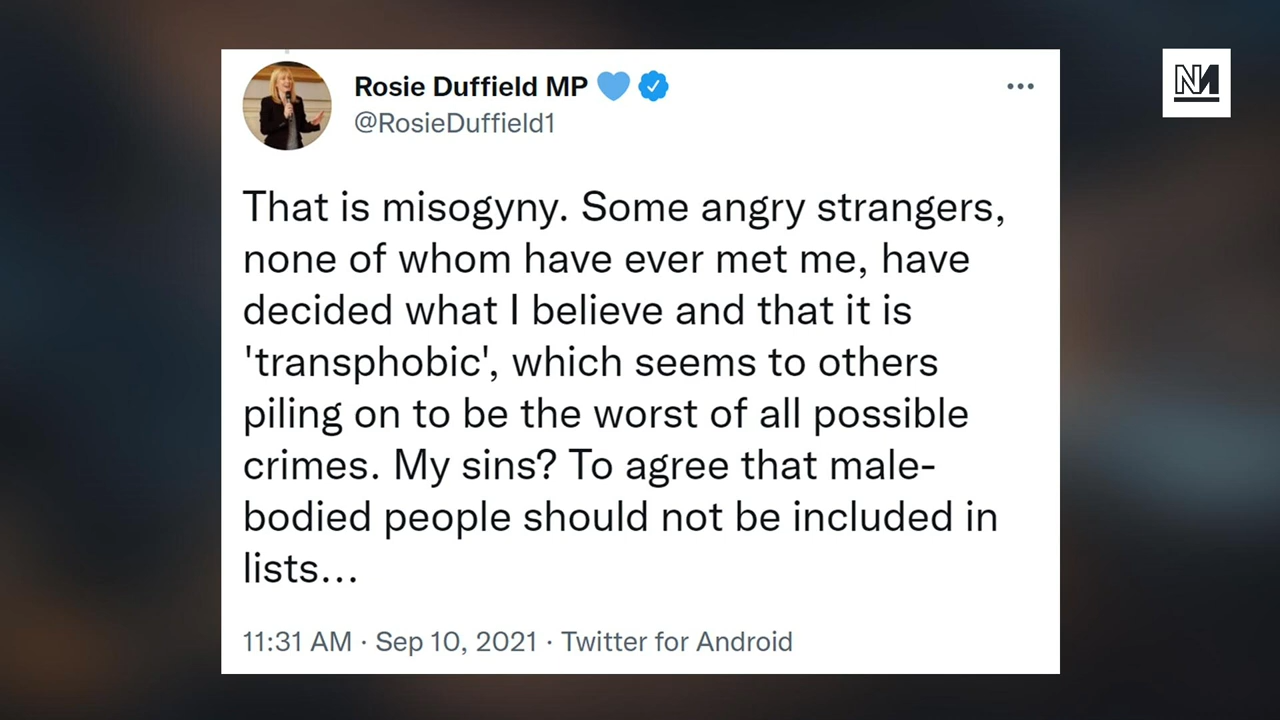 Rosie Duffield MP
@RosieDuffield1
That is misogyny. Some angry strangers,
none of whom have ever met me, have
decided what I believe and that it is
'transphobic', which seems to others
piling on to be the worst of all possible
crimes. My sins? To agree that male-
bodied people should not be included in
lists...
11:31 AM · Sep 10, 2021 · Twitter for Android
NM